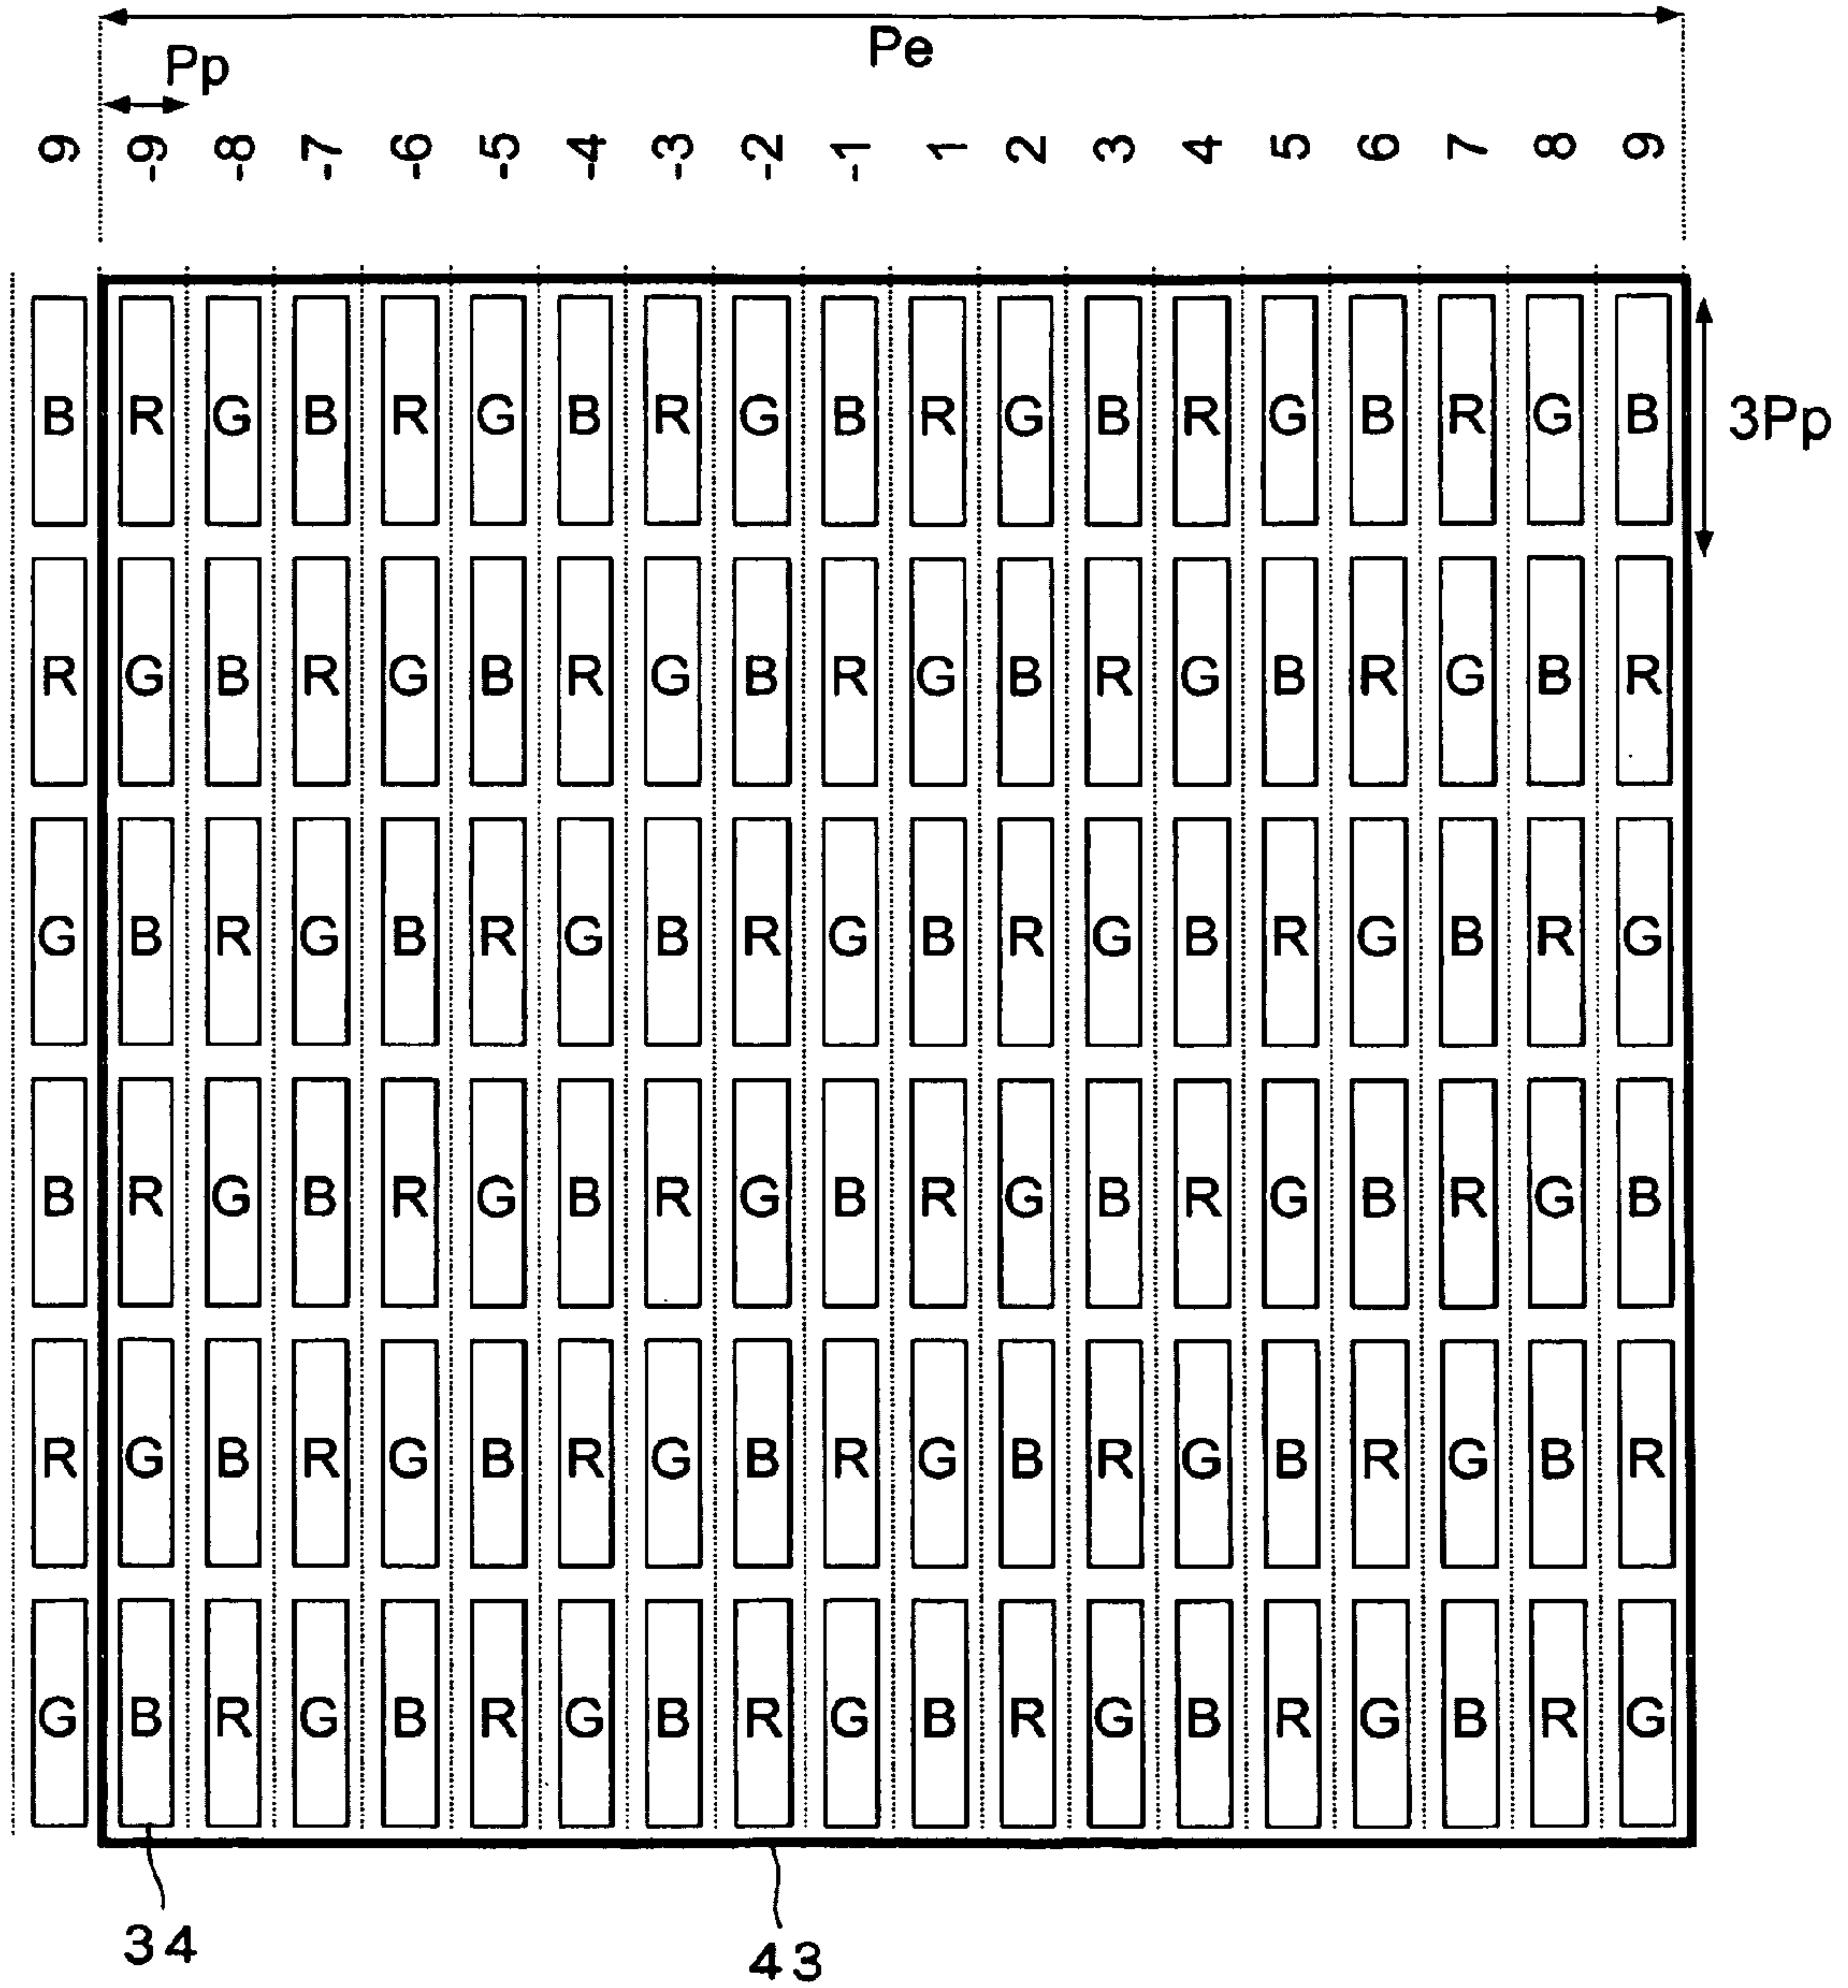 Pe
Pp
9 -9 -8 -7 -6 -5 -4 -3 -2 -1 1 2 3 4 5 6 7 8 9
B R G B R G B R G B R G B R G B R G B
3Pp
R G B R G B R G B R G B R G B R G B R
G B R G B R G B R G B R G B R G B R G
B R G B R G B R G B R G B R G B R G B
R G B R G B R G B R G B R G B R G B R
G B R G B R G B R G B R G B R G B R G
34
43